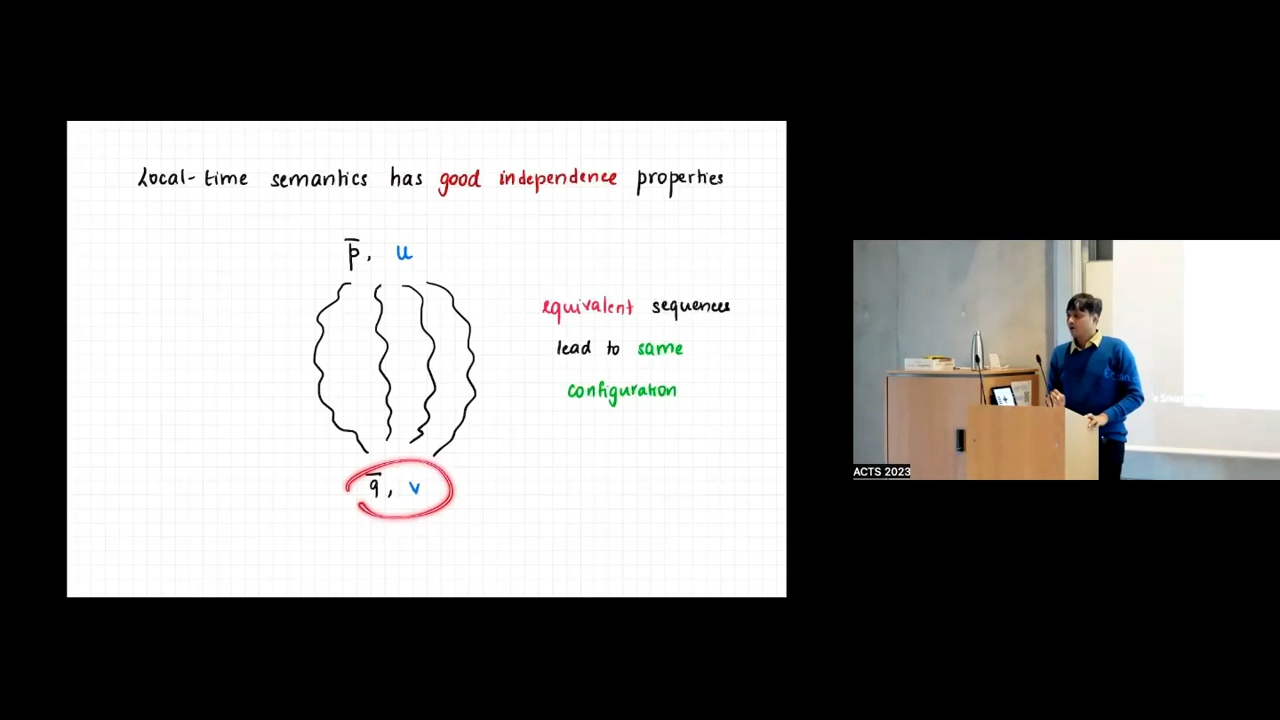 Local-time semantics has good independence properties
p̄, u
equivalent sequences
lead to same
configuration
q̄, v
ACTS 2023